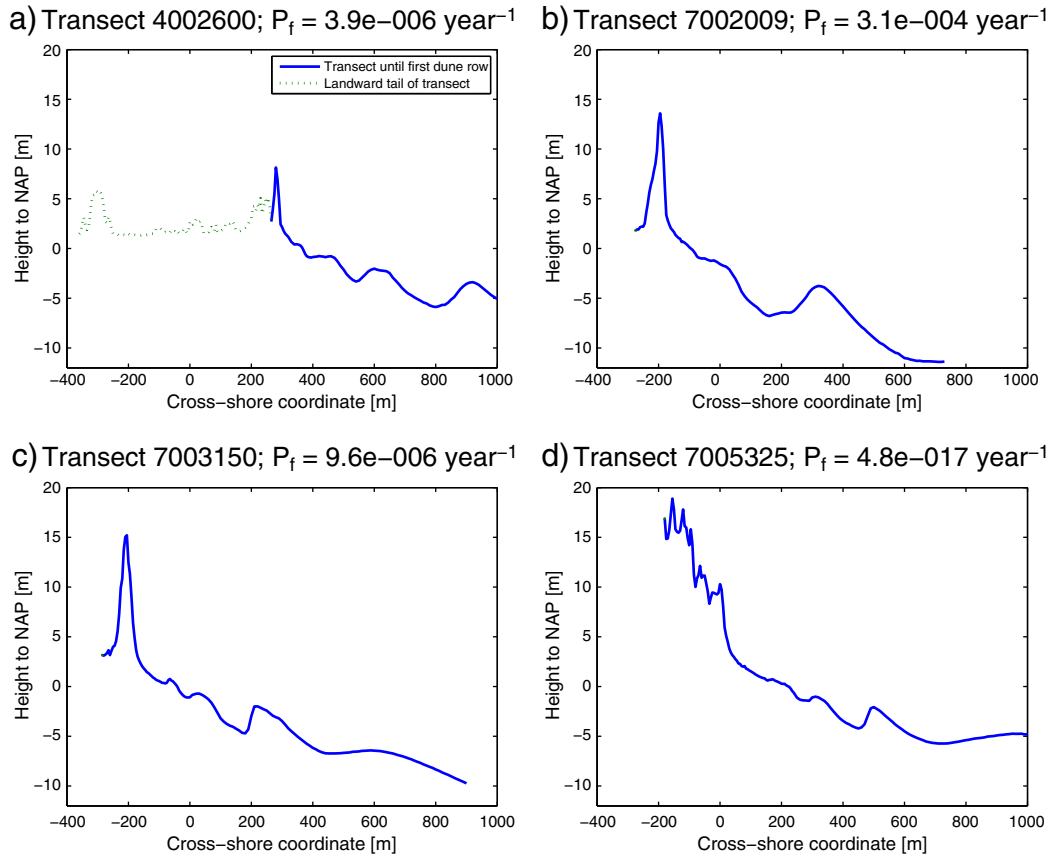 a) Transect 4002600; P_f = 3.9e−006 year⁻¹
20
15
10
5
0
−5
−10
Height to NAP [m]
Transect until first dune row
Landward tail of transect
−400 −200 0 200 400 600 800 1000
Cross−shore coordinate [m]
b) Transect 7002009; P_f = 3.1e−004 year⁻¹
20
15
10
5
0
−5
−10
Height to NAP [m]
−400 −200 0 200 400 600 800 1000
Cross−shore coordinate [m]
c) Transect 7003150; P_f = 9.6e−006 year⁻¹
20
15
10
5
0
−5
−10
Height to NAP [m]
−400 −200 0 200 400 600 800 1000
Cross−shore coordinate [m]
d) Transect 7005325; P_f = 4.8e−017 year⁻¹
20
15
10
5
0
−5
−10
Height to NAP [m]
−400 −200 0 200 400 600 800 1000
Cross−shore coordinate [m]